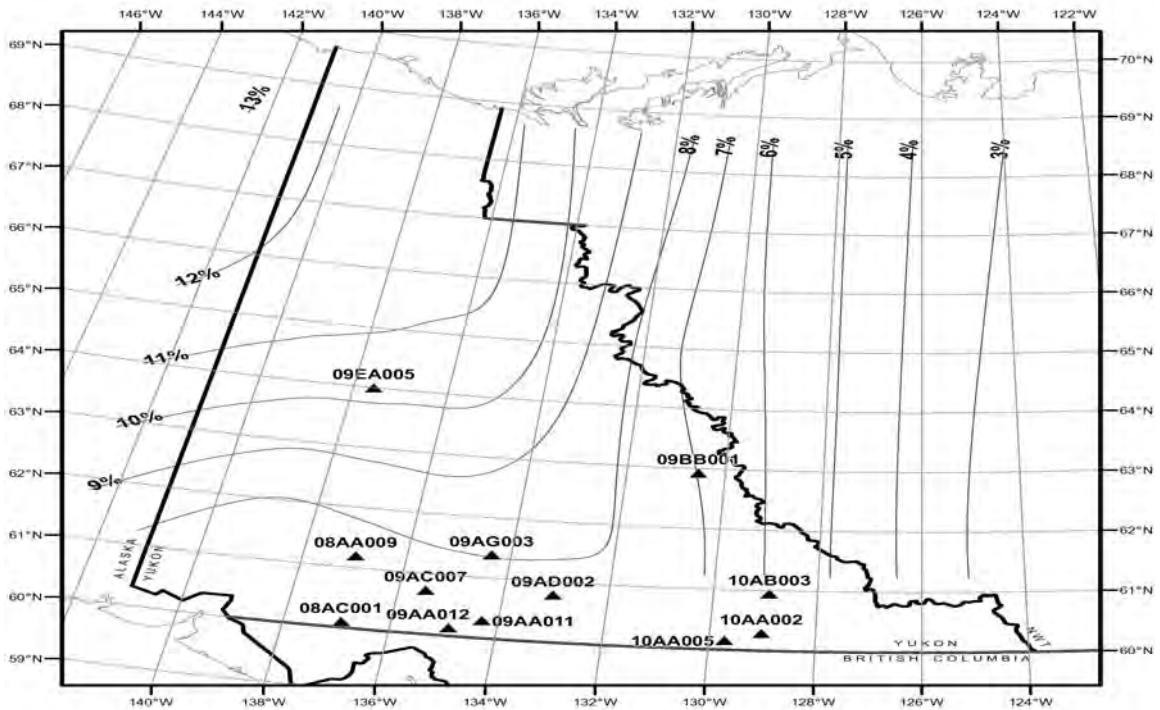 146°W 144°W 142°W 140°W 138°W 136°W 134°W 132°W 130°W 128°W 126°W 124°W 122°W
69°N
70°N
13%
68°N
69°N
8% 7% 6% 5% 4% 3%
67°N
68°N
66°N
67°N
12%
65°N
66°N
11%
64°N
65°N
09EA005
10%
63°N
64°N
9%
62°N
09BB001
63°N
61°N
62°N
ALASKA
YUKON
08AA009
09AG003
09AC007
09AD002
10AB003
60°N
61°N
08AC001
09AA012
09AA011
10AA002
10AA005
NWT
59°N
YUKON
BRITISH COLUMBIA
60°N
140°W 138°W 136°W 134°W 132°W 130°W 128°W 126°W 124°W